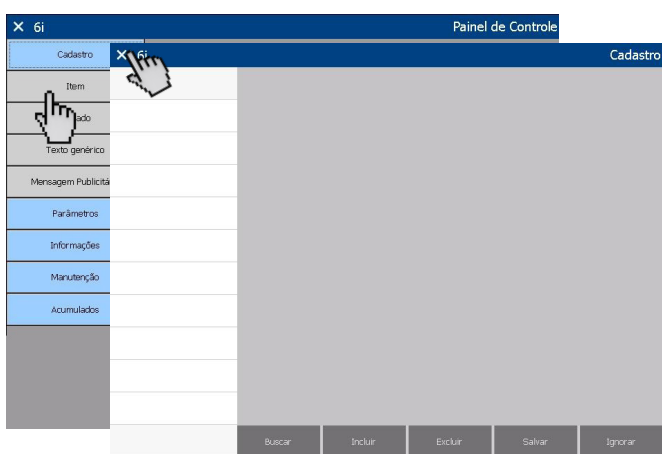 × 6i Painel de Controle
Cadastro
Item
ado
Texto genérico
Mensagem Publicitá
Parâmetros
Informações
Manutenção
Acumulados
× 6i Cadastro
Buscar Incluir Excluir Salvar Ignorar